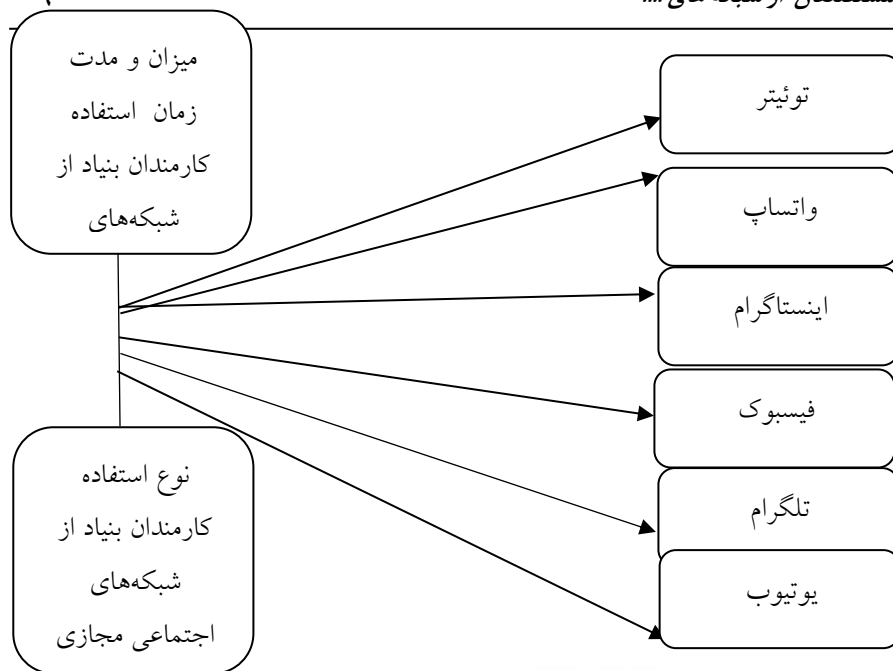 میزان و مدت
زمان استفاده
کارمندان بنیاد از
شبکه‌های
توئیتر
واتساپ
اینستاگرام
فیسبوک
تلگرام
یوتیوب
نوع استفاده
کارمندان بنیاد از
شبکه‌های
اجتماعی مجازی